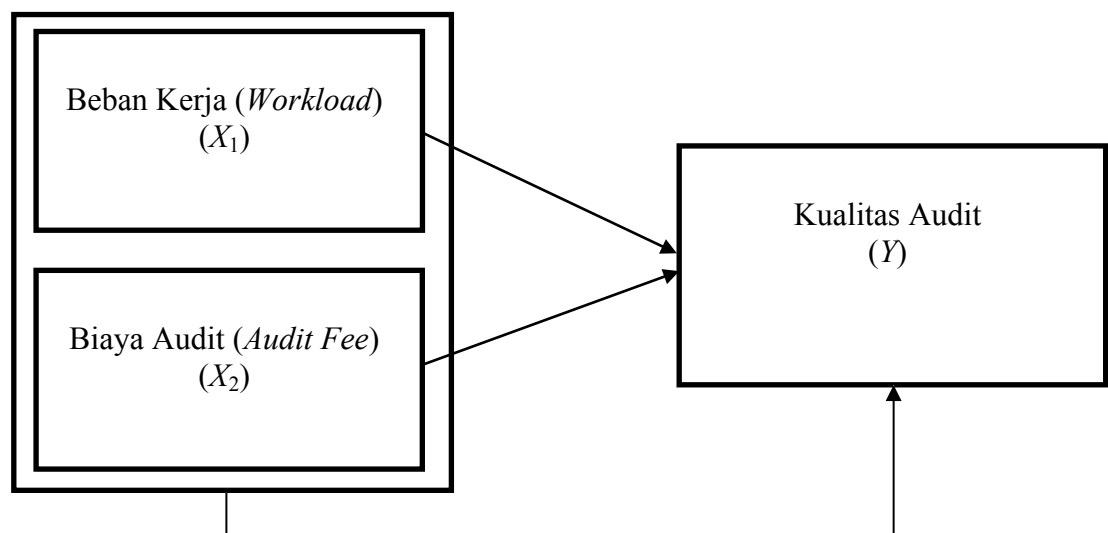 Beban Kerja (Workload)
(X₁)
Kualitas Audit
(Y)
Biaya Audit (Audit Fee)
(X₂)